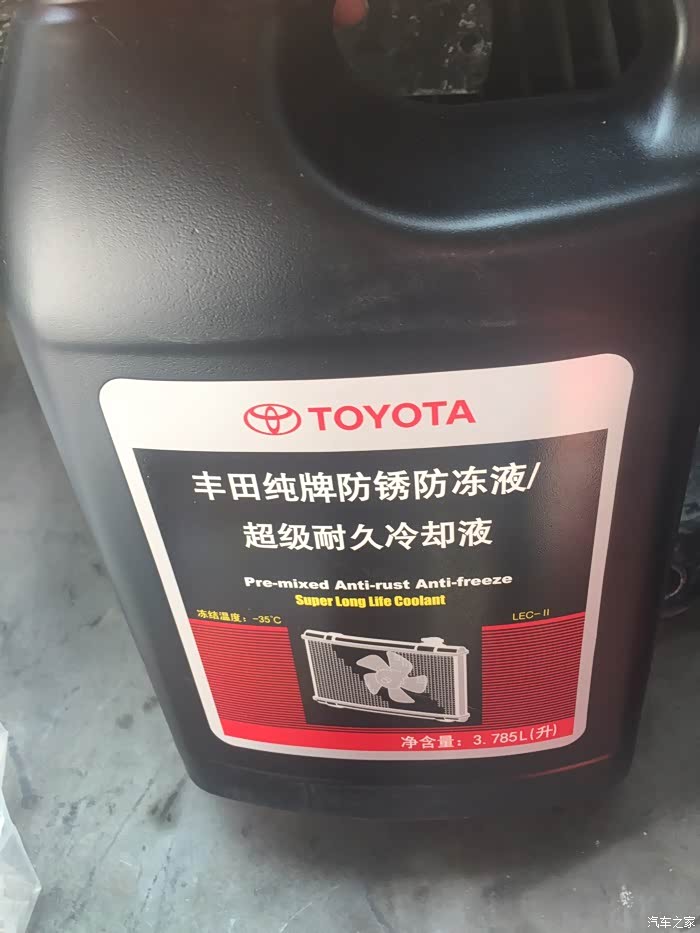 TOYOTA
丰田纯牌防锈防冻液/
超级耐久冷却液
Pre-mixed Anti-rust Anti-freeze
Super Long Life Coolant
冻结温度：-35℃
LEC-II
净含量：3.785L(升)
汽车之家